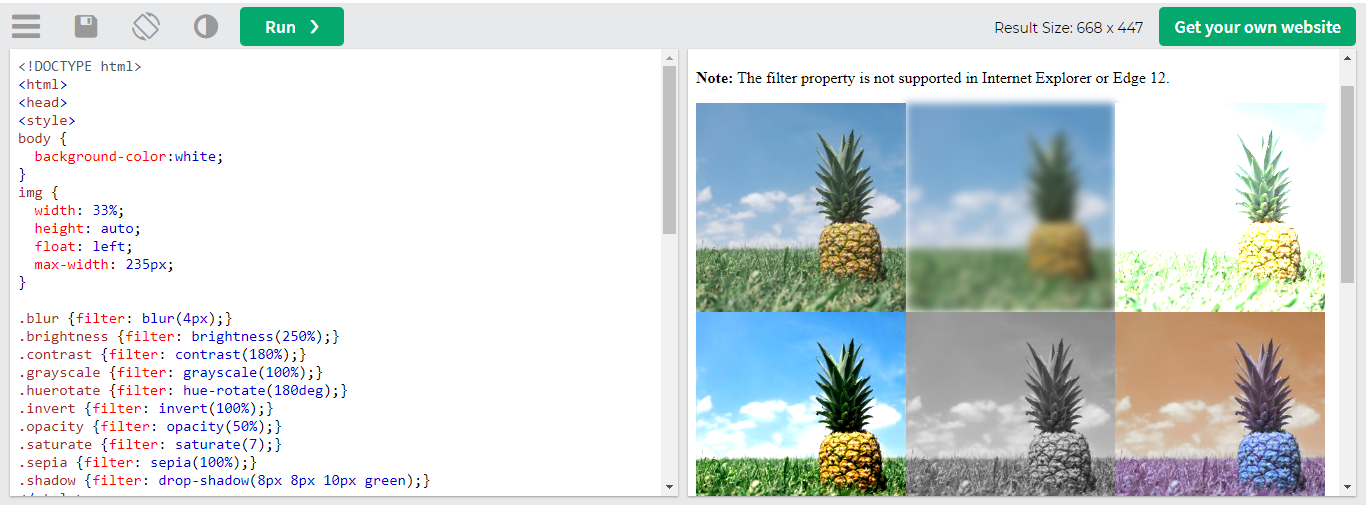 Run ❯
Result Size: 668 x 447
Get your own website
<!DOCTYPE html>
<html>
<head>
<style>
body {
  background-color:white;
}
img {
  width: 33%;
  height: auto;
  float: left;
  max-width: 235px;
}
.blur {filter: blur(4px);}
.brightness {filter: brightness(250%);}
.contrast {filter: contrast(180%);}
.grayscale {filter: grayscale(100%);}
.huerotate {filter: hue-rotate(180deg);}
.invert {filter: invert(100%);}
.opacity {filter: opacity(50%);}
.saturate {filter: saturate(7);}
.sepia {filter: sepia(100%);}
.shadow {filter: drop-shadow(8px 8px 10px green);}
Note: The filter property is not supported in Internet Explorer or Edge 12.